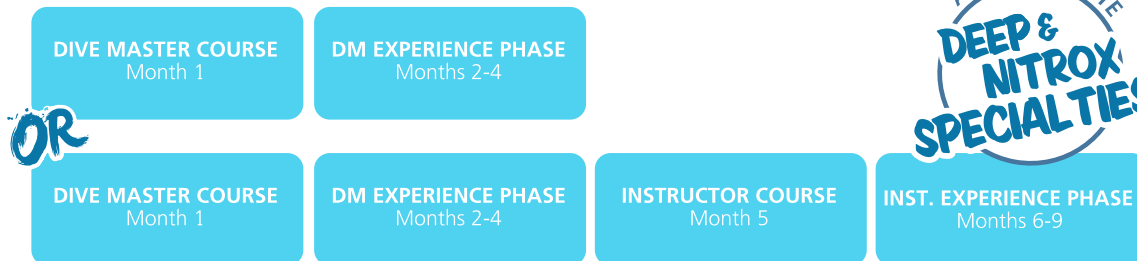 DIVE MASTER COURSE
Month 1
DM EXPERIENCE PHASE
Months 2-4
DEEP &
NITROX
SPECIALTIES
OR
DIVE MASTER COURSE
Month 1
DM EXPERIENCE PHASE
Months 2-4
INSTRUCTOR COURSE
Month 5
INST. EXPERIENCE PHASE
Months 6-9